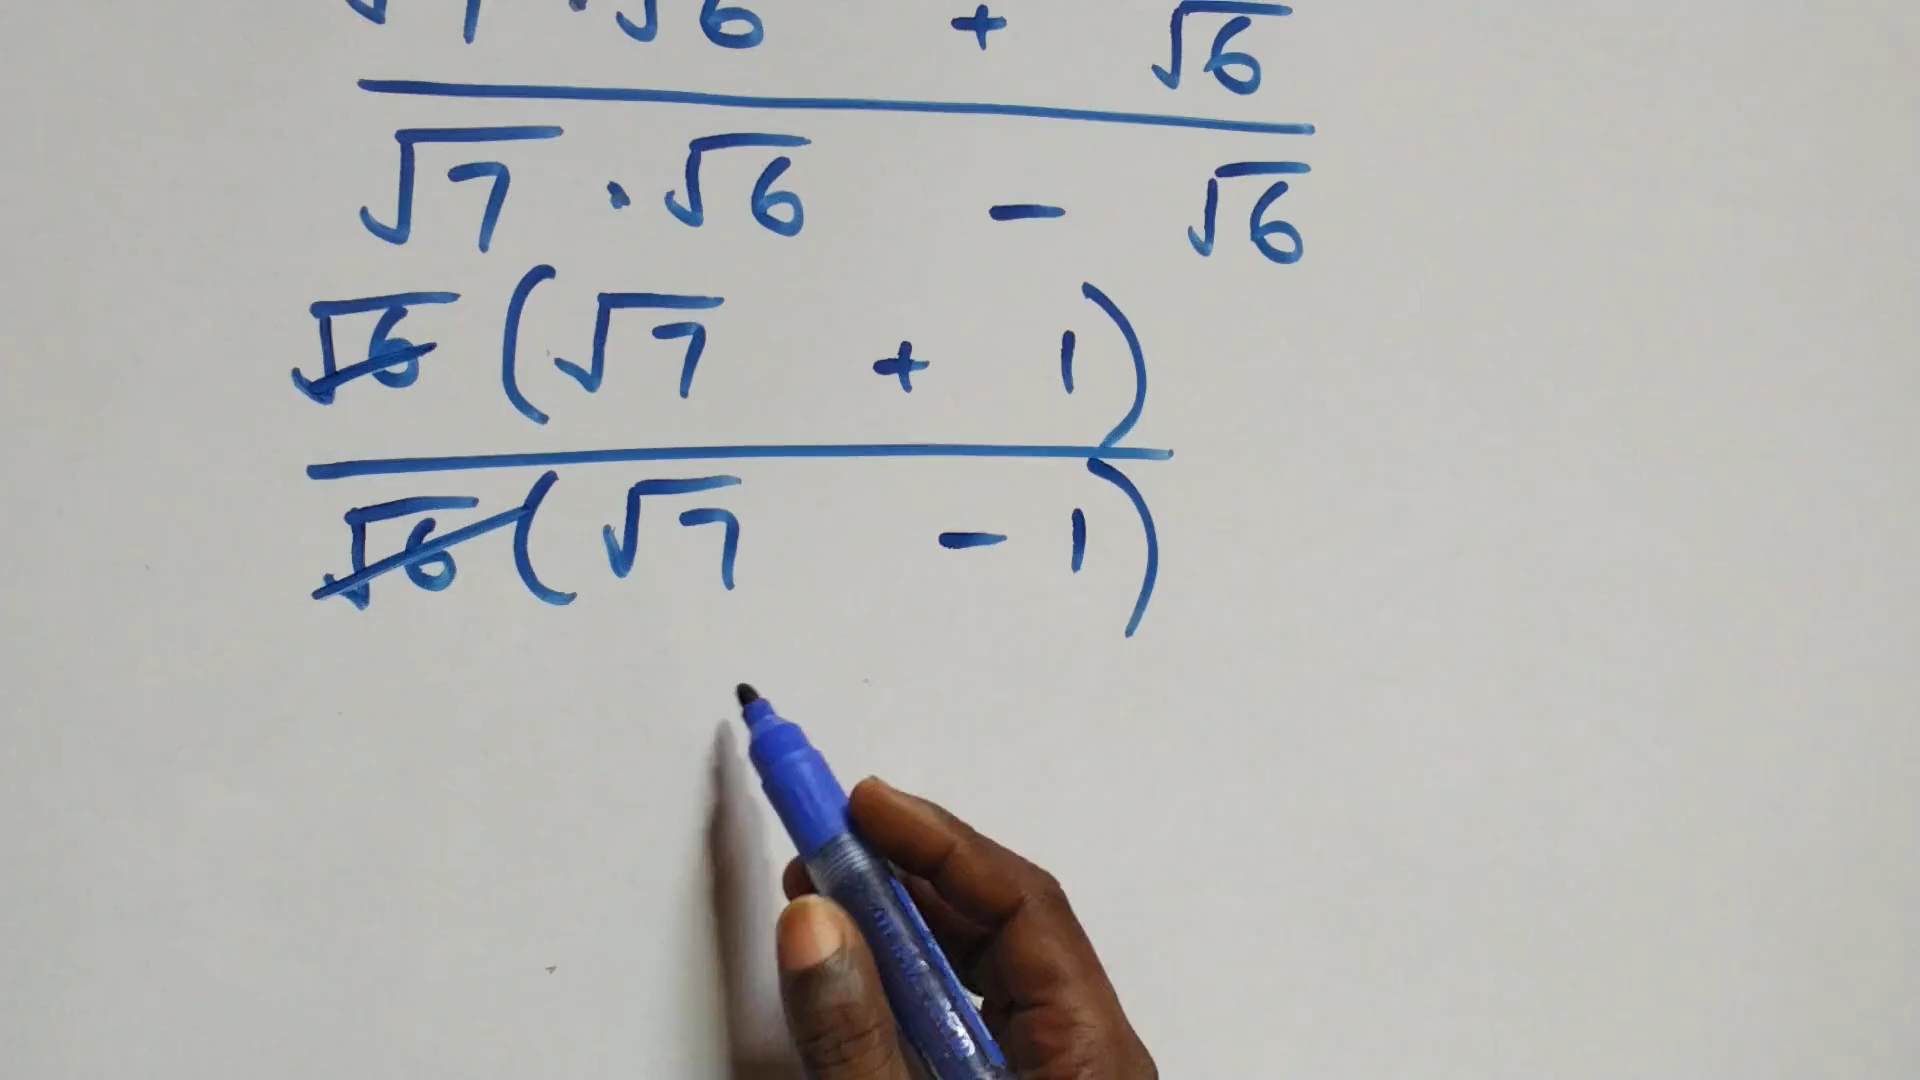 √7 · √6 + √6
√7 · √6 - √6
√6 (√7 + 1)
√6 (√7 - 1)